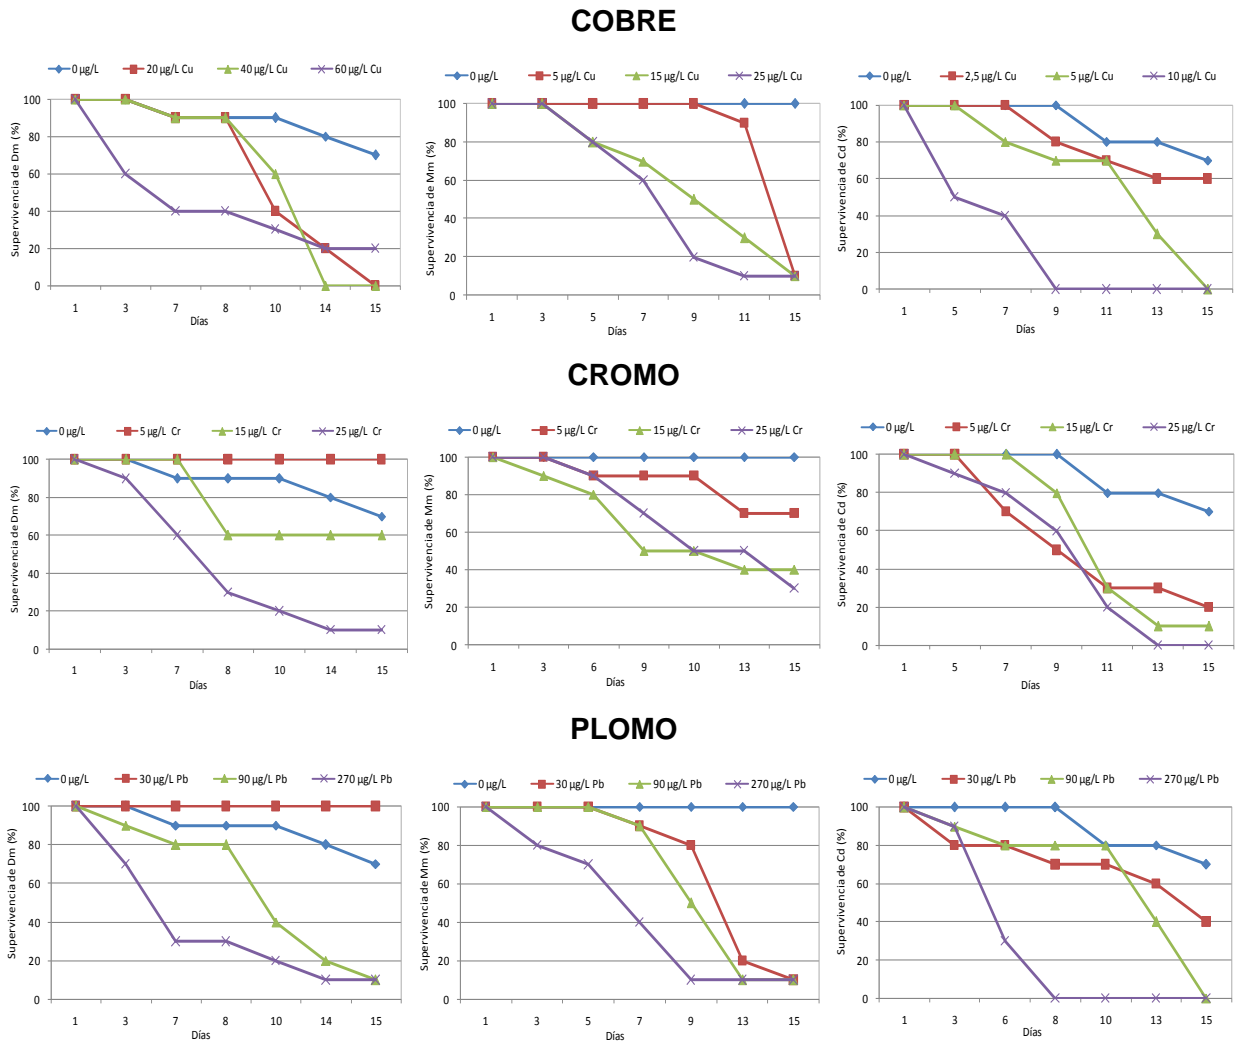 COBRE
0 µg/L 20 µg/L Cu 40 µg/L Cu 60 µg/L Cu
Supervivencia de Dm (%)
100
80
60
40
20
0
1 3 7 8 10 14 15
Días
0 µg/L 5 µg/L Cu 15 µg/L Cu 25 µg/L Cu
Supervivencia de Mm (%)
100
80
60
40
20
0
1 3 5 7 9 11 15
Días
0 µg/L 2,5 µg/L Cu 5 µg/L Cu 10 µg/L Cu
Supervivencia de Cd (%)
100
80
60
40
20
0
1 5 7 9 11 13 15
Días
CROMO
0 µg/L 5 µg/L Cr 15 µg/L Cr 25 µg/L Cr
Supervivencia de Dm (%)
100
80
60
40
20
0
1 3 7 8 10 14 15
Días
0 µg/L 5 µg/L Cr 15 µg/L Cr 25 µg/L Cr
Supervivencia de Mm (%)
100
80
60
40
20
0
1 3 6 9 10 13 15
Días
0 µg/L 5 µg/L Cr 15 µg/L Cr 25 µg/L Cr
Supervivencia de Cd (%)
100
80
60
40
20
0
1 5 7 9 11 13 15
Días
PLOMO
0 µg/L 30 µg/L Pb 90 µg/L Pb 270 µg/L Pb
Supervivencia de Dm (%)
100
80
60
40
20
0
1 3 7 8 10 14 15
Días
0 µg/L 30 µg/L Pb 90 µg/L Pb 270 µg/L Pb
Supervivencia de Mm (%)
100
80
60
40
20
0
1 3 5 7 9 13 15
Días
0 µg/L 30 µg/L Pb 90 µg/L Pb 270 µg/L Pb
Supervivencia de Cd (%)
100
80
60
40
20
0
1 3 6 8 10 13 15
Días